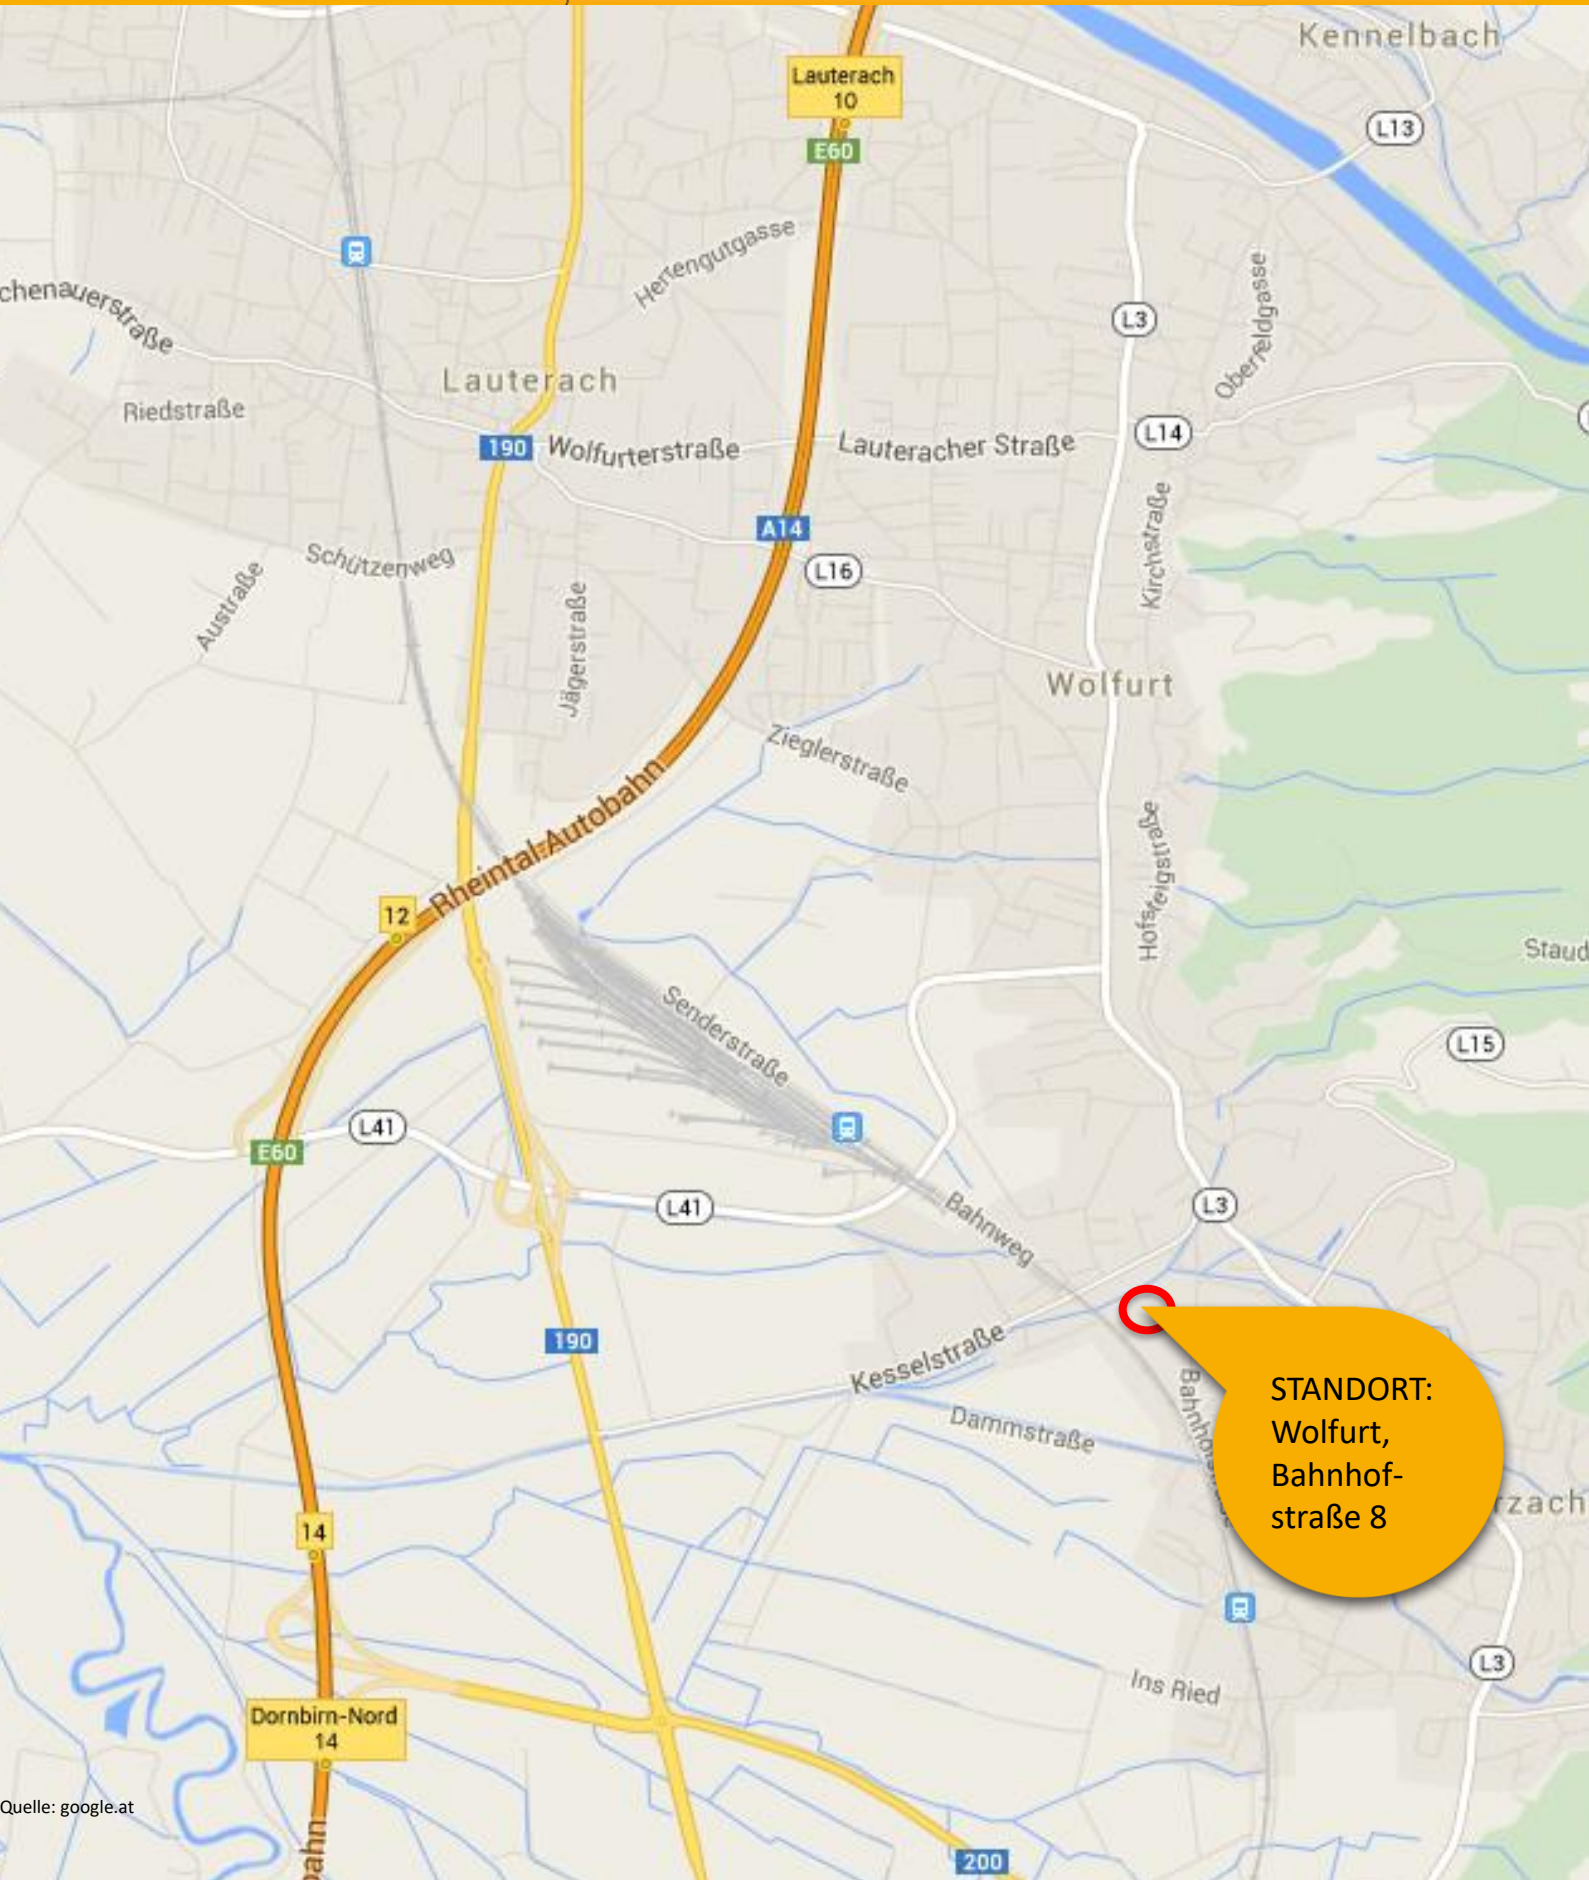 Kennelbach
Lauterach
10
E60
L13
Herrengutgasse
L3
Oberfeldgasse
Lauterach
Riedstraße
190
Wolfurterstraße
Lauteracher Straße
L14
A14
Schützenweg
L16
Kirchstraße
Austraße
Jägerstraße
Wolfurt
Zieglerstraße
Rheintal-Autobahn
Hofsteigstraße
12
Senderstraße
L15
L41
E60
L41
L3
Bahnweg
190
Kesselstraße
STANDORT:
Wolfurt,
Bahnhof-
straße 8
Dammstraße
14
Ins Ried
L3
Dornbirn-Nord
14
Quelle: google.at
200